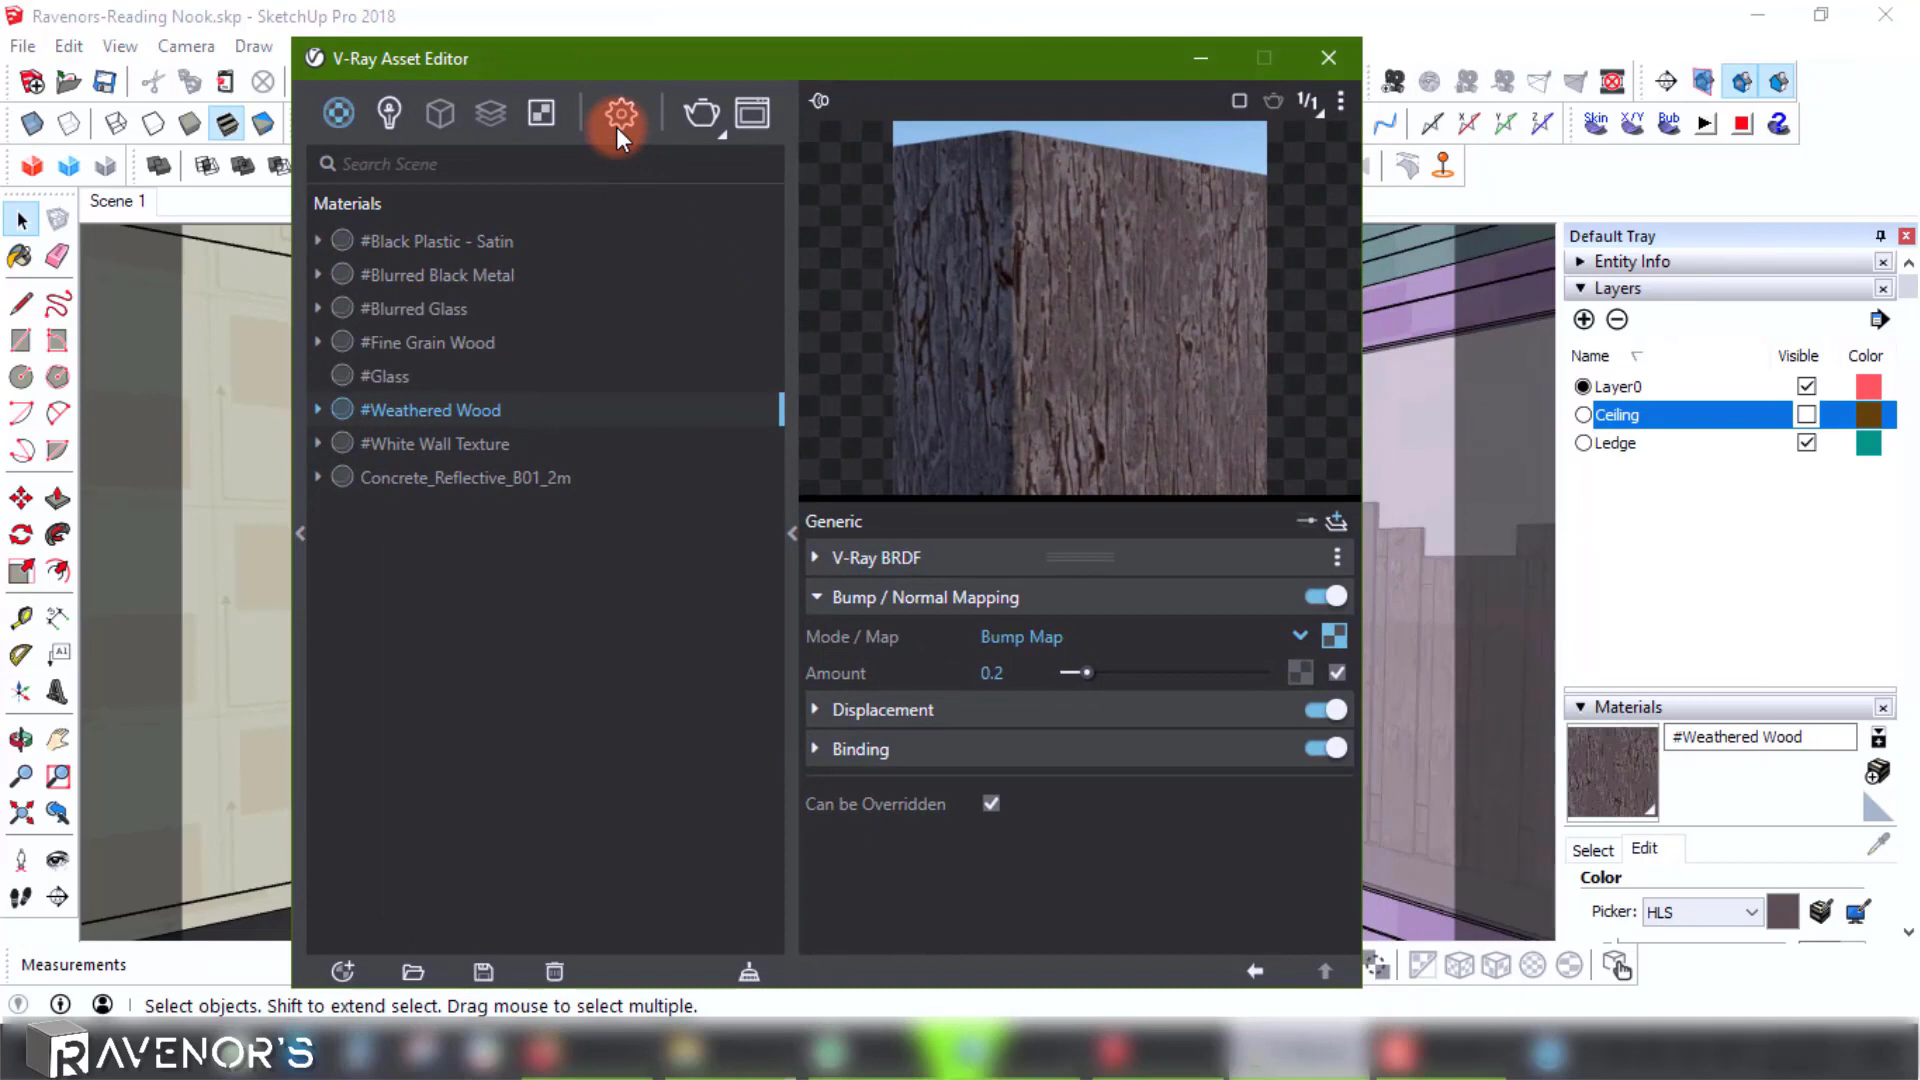 Ravenors-Reading Nook.skp - SketchUp Pro 2018
File Edit View Camera Draw
V-Ray Asset Editor
1/1
Skin X/Y Bub
Search Scene
Scene 1
Materials
#Black Plastic - Satin
#Blurred Black Metal
#Blurred Glass
#Fine Grain Wood
#Glass
#Weathered Wood
#White Wall Texture
Concrete_Reflective_B01_2m
Generic
V-Ray BRDF
Bump / Normal Mapping
Mode / Map Bump Map
Amount 0.2
Displacement
Binding
Can be Overridden
Default Tray
Entity Info
Layers
Name Visible Color
Layer0
Ceiling
Ledge
Materials
#Weathered Wood
Select Edit
Color
Picker: HLS
Measurements
Select objects. Shift to extend select. Drag mouse to select multiple.
RAVENOR'S